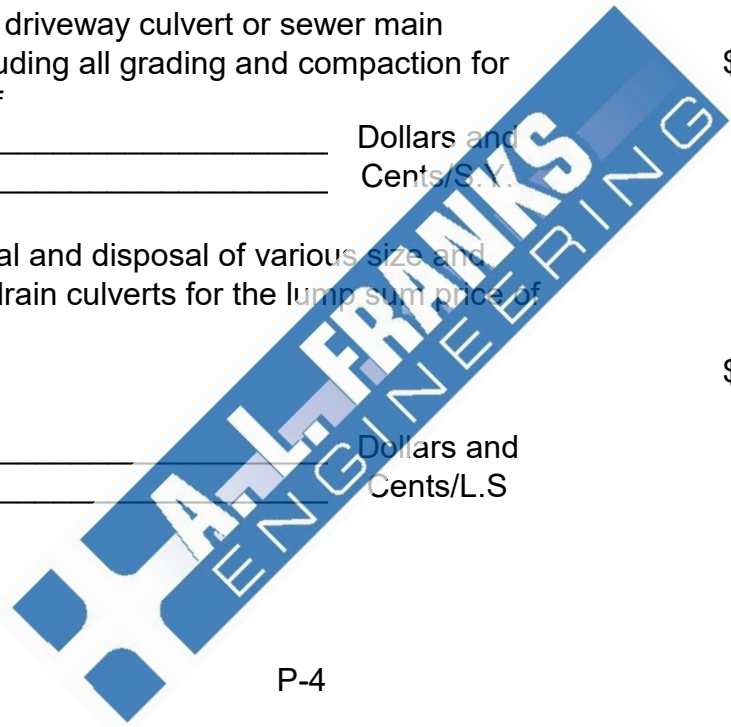 driveway culvert or sewer main
uding all grading and compaction for
$
Dollars and
Cents/S.Y.
al and disposal of various size and
drain culverts for the lump sum price of
$
Dollars and
Cents/L.S
A. L. FRANKS
ENGINEERING
P-4